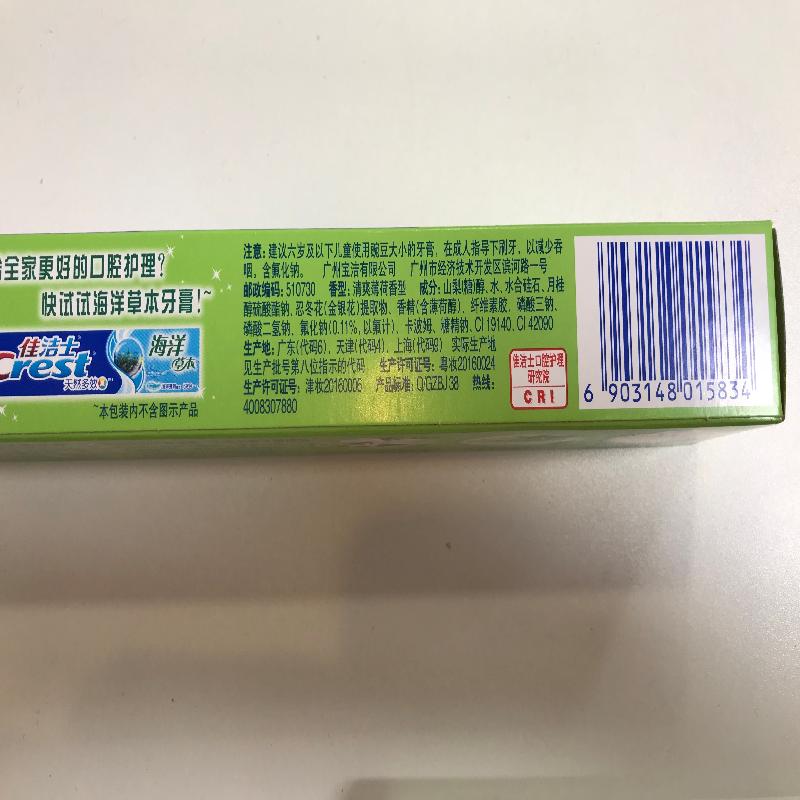 全家更好的口腔护理?
快试试海洋草本牙膏!~
佳洁士
Crest
天然多效
海洋
草本
~本包装内不含图示产品
注意: 建议六岁及以下儿童使用豌豆大小的牙膏, 在成人指导下刷牙, 以减少吞
咽, 含氟化钠。 广州宝洁有限公司 广州市经济技术开发区滨河路一号
邮政编码: 510730 香型: 清爽薄荷香型 成分: 山梨(糖)醇、水、水合硅石、月桂
醇硫酸酯钠、忍冬花(金银花)提取物、香精(含薄荷醇)、纤维素胶、磷酸三钠、
磷酸二氢钠、氟化钠(0.11%, 以氟计)、卡波姆、糖精钠、CI 19140、CI 42090
生产地: 广东(代码6)、天津(代码4)、上海(代码9) 实际生产地
见生产批号第八位指示的代码 生产许可证号: 粤妆20160024
生产许可证号: 津妆20160006 产品标准: Q/GZBJ 38 热线:
4008307880
佳洁士口腔护理
研究院
CRI
6 903148 015834